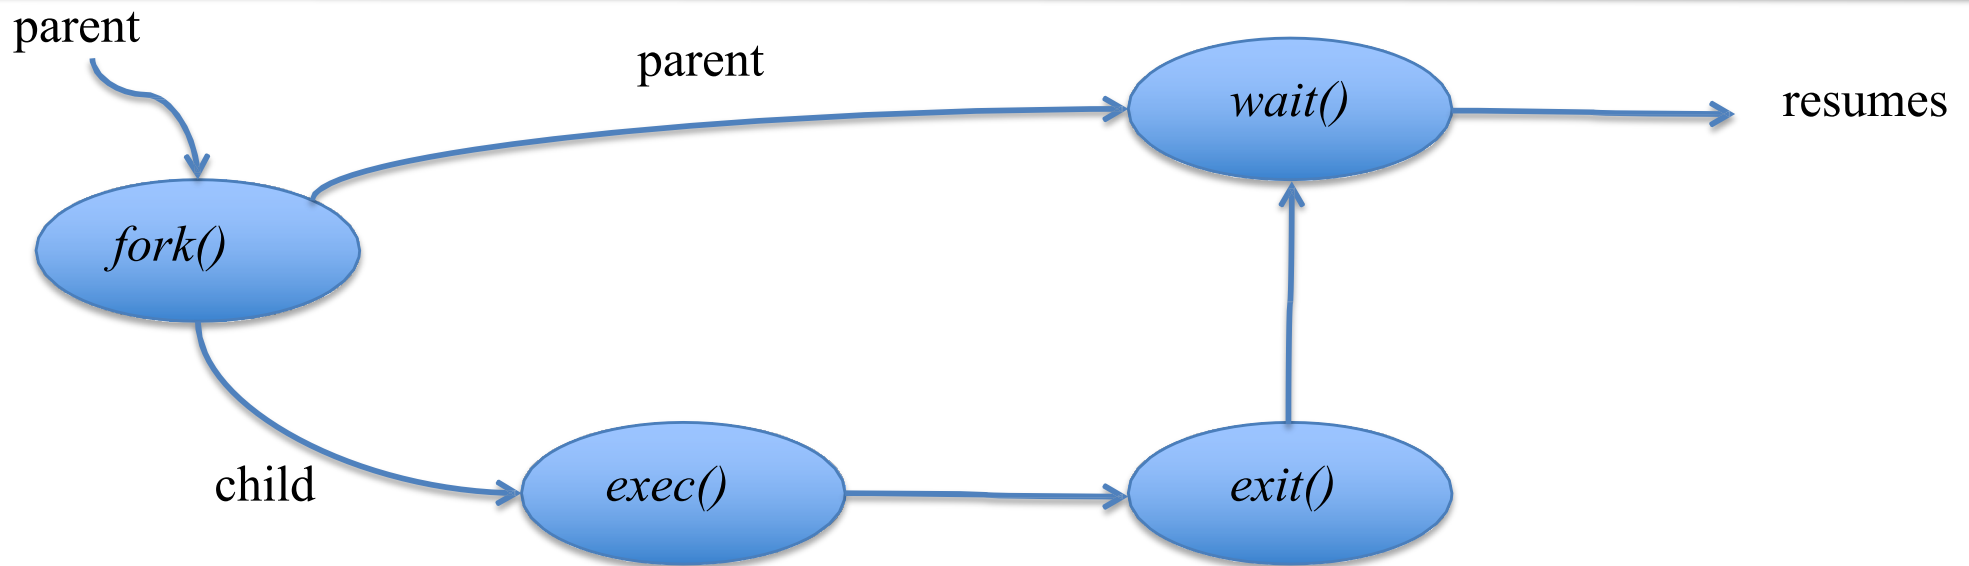 parent
parent
wait()
resumes
fork()
child
exec()
exit()